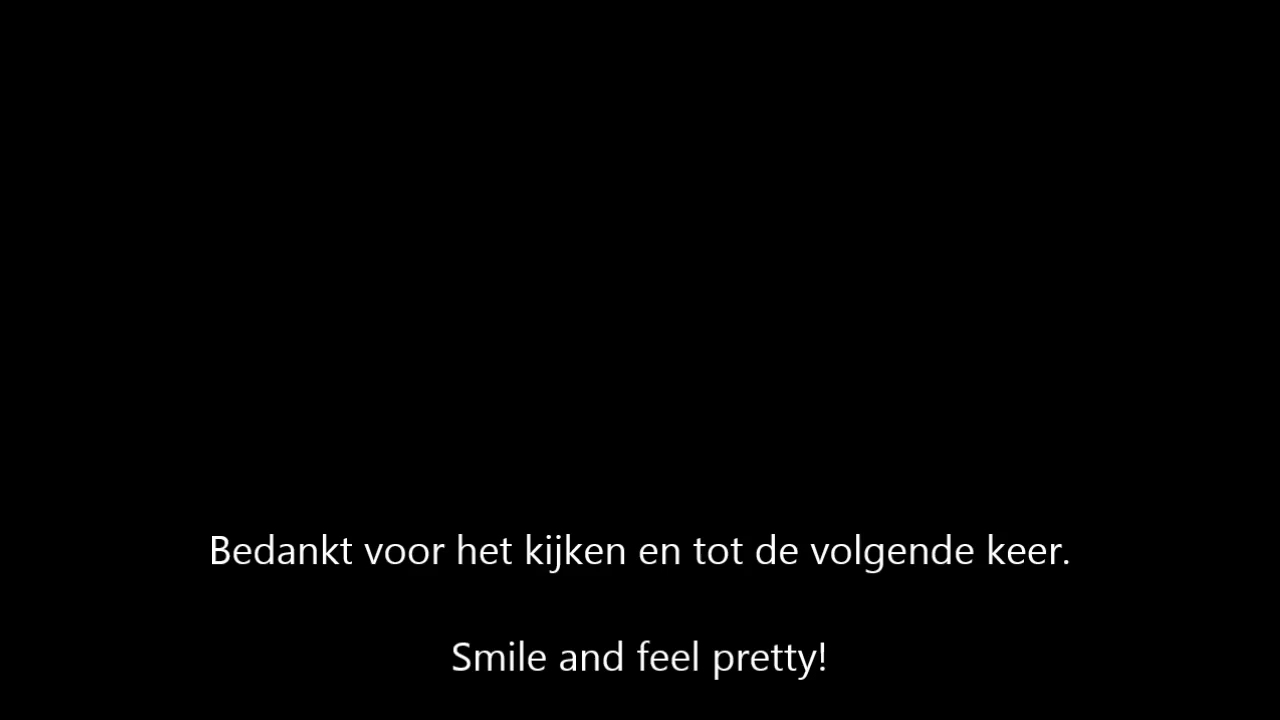 Bedankt voor het kijken en tot de volgende keer.
Smile and feel pretty!